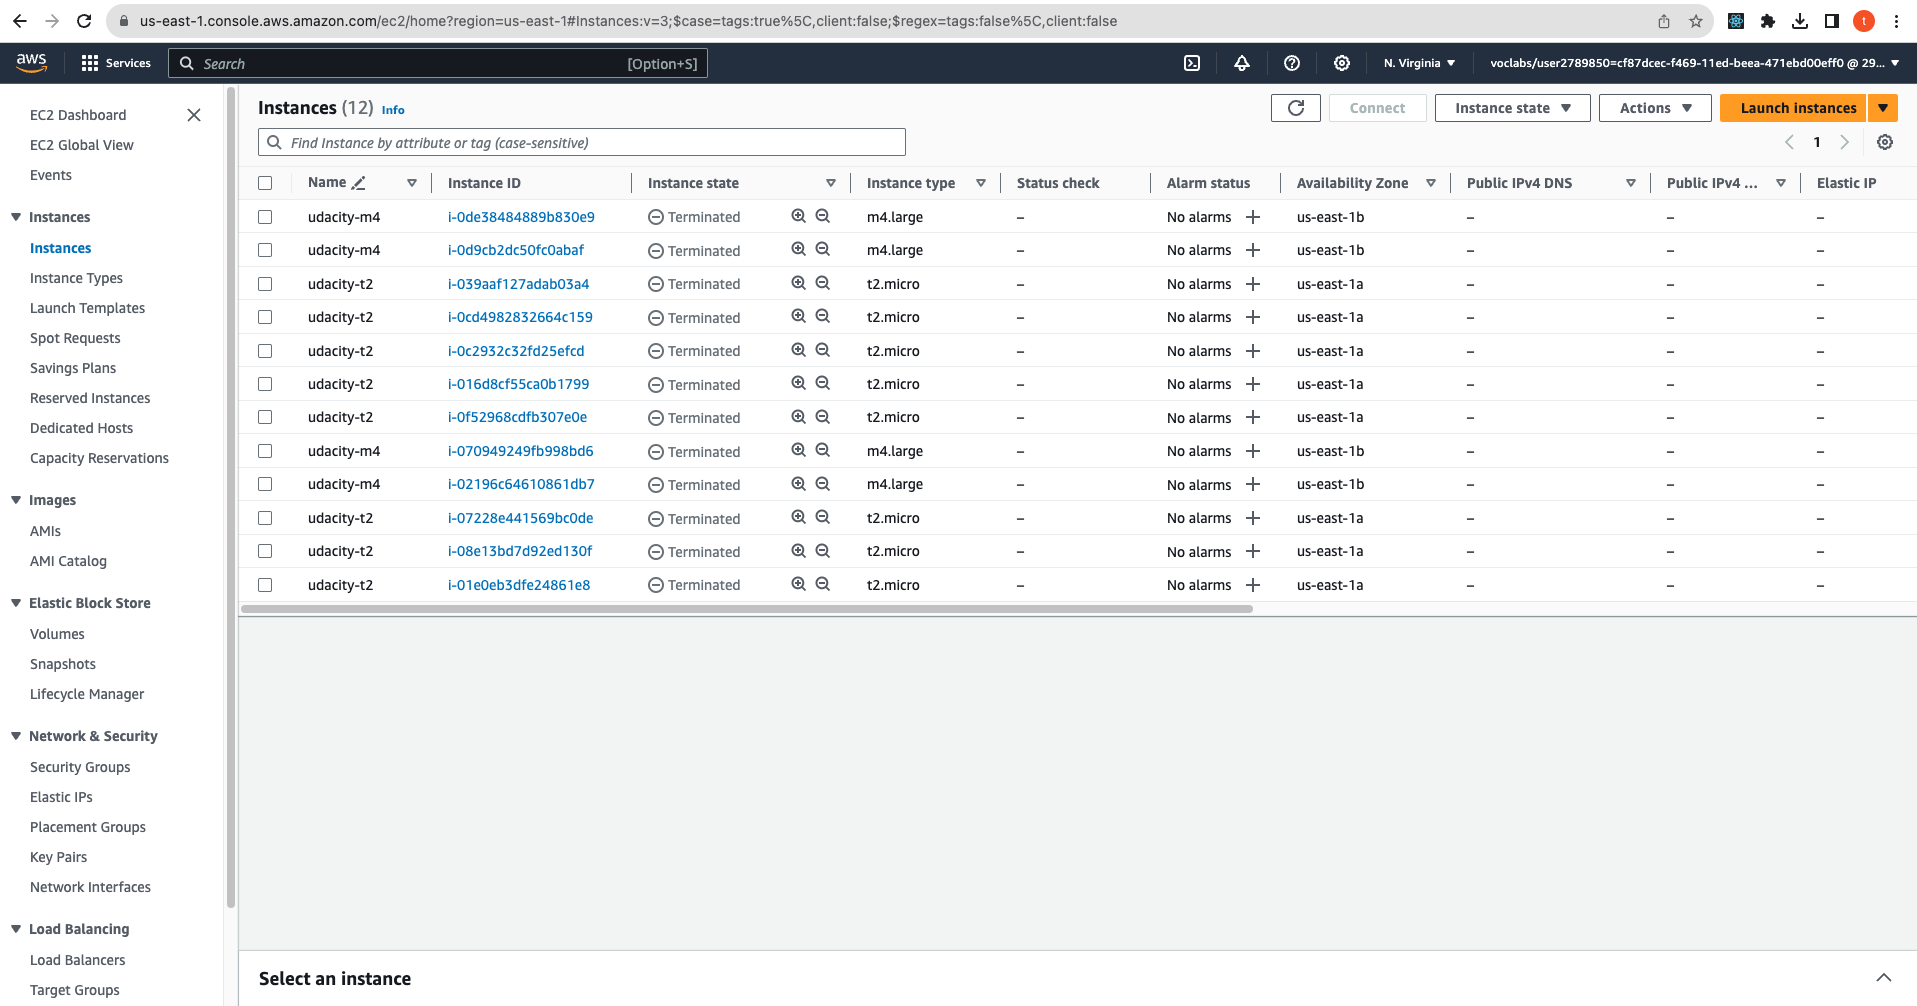 us-east-1.console.aws.amazon.com/ec2/home?region=us-east-1#Instances:v=3;$case=tags:true%5C,client:false;$regex=tags:false%5C,client:false
t
aws
Services
Search
[Option+S]
N. Virginia
voclabs/user2789850=cf87dcec-f469-11ed-beea-471ebd00eff0 @ 29...
EC2 Dashboard
EC2 Global View
Events
Instances
Instances
Instance Types
Launch Templates
Spot Requests
Savings Plans
Reserved Instances
Dedicated Hosts
Capacity Reservations
Images
AMIs
AMI Catalog
Elastic Block Store
Volumes
Snapshots
Lifecycle Manager
Network & Security
Security Groups
Elastic IPs
Placement Groups
Key Pairs
Network Interfaces
Load Balancing
Load Balancers
Target Groups
Instances (12) Info
Connect
Instance state
Actions
Launch instances
Find Instance by attribute or tag (case-sensitive)
1
Name Instance ID Instance state Instance type Status check Alarm status Availability Zone Public IPv4 DNS Public IPv4 ... Elastic IP
udacity-m4 i-0de38484889b830e9 Terminated m4.large – No alarms + us-east-1b – – –
udacity-m4 i-0d9cb2dc50fc0abaf Terminated m4.large – No alarms + us-east-1b – – –
udacity-t2 i-039aaf127adab03a4 Terminated t2.micro – No alarms + us-east-1a – – –
udacity-t2 i-0cd4982832664c159 Terminated t2.micro – No alarms + us-east-1a – – –
udacity-t2 i-0c2932c32fd25efcd Terminated t2.micro – No alarms + us-east-1a – – –
udacity-t2 i-016d8cf55ca0b1799 Terminated t2.micro – No alarms + us-east-1a – – –
udacity-t2 i-0f52968cdfb307e0e Terminated t2.micro – No alarms + us-east-1a – – –
udacity-m4 i-070949249fb998bd6 Terminated m4.large – No alarms + us-east-1b – – –
udacity-m4 i-02196c64610861db7 Terminated m4.large – No alarms + us-east-1b – – –
udacity-t2 i-07228e441569bc0de Terminated t2.micro – No alarms + us-east-1a – – –
udacity-t2 i-08e13bd7d92ed130f Terminated t2.micro – No alarms + us-east-1a – – –
udacity-t2 i-01e0eb3dfe24861e8 Terminated t2.micro – No alarms + us-east-1a – – –
Select an instance